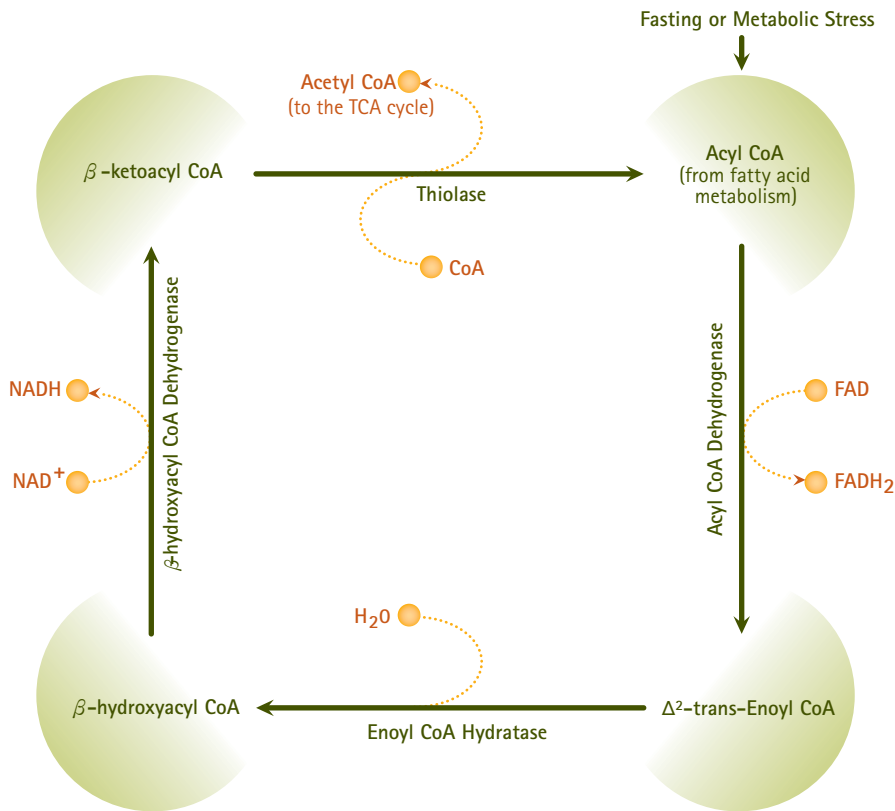 Fasting or Metabolic Stress
Acetyl CoA
(to the TCA cycle)
β-ketoacyl CoA
Acyl CoA
(from fatty acid
metabolism)
Thiolase
CoA
β-hydroxyacyl CoA Dehydrogenase
Acyl CoA Dehydrogenase
NADH
FAD
NAD⁺
FADH₂
H₂0
β-hydroxyacyl CoA
Δ²-trans-Enoyl CoA
Enoyl CoA Hydratase